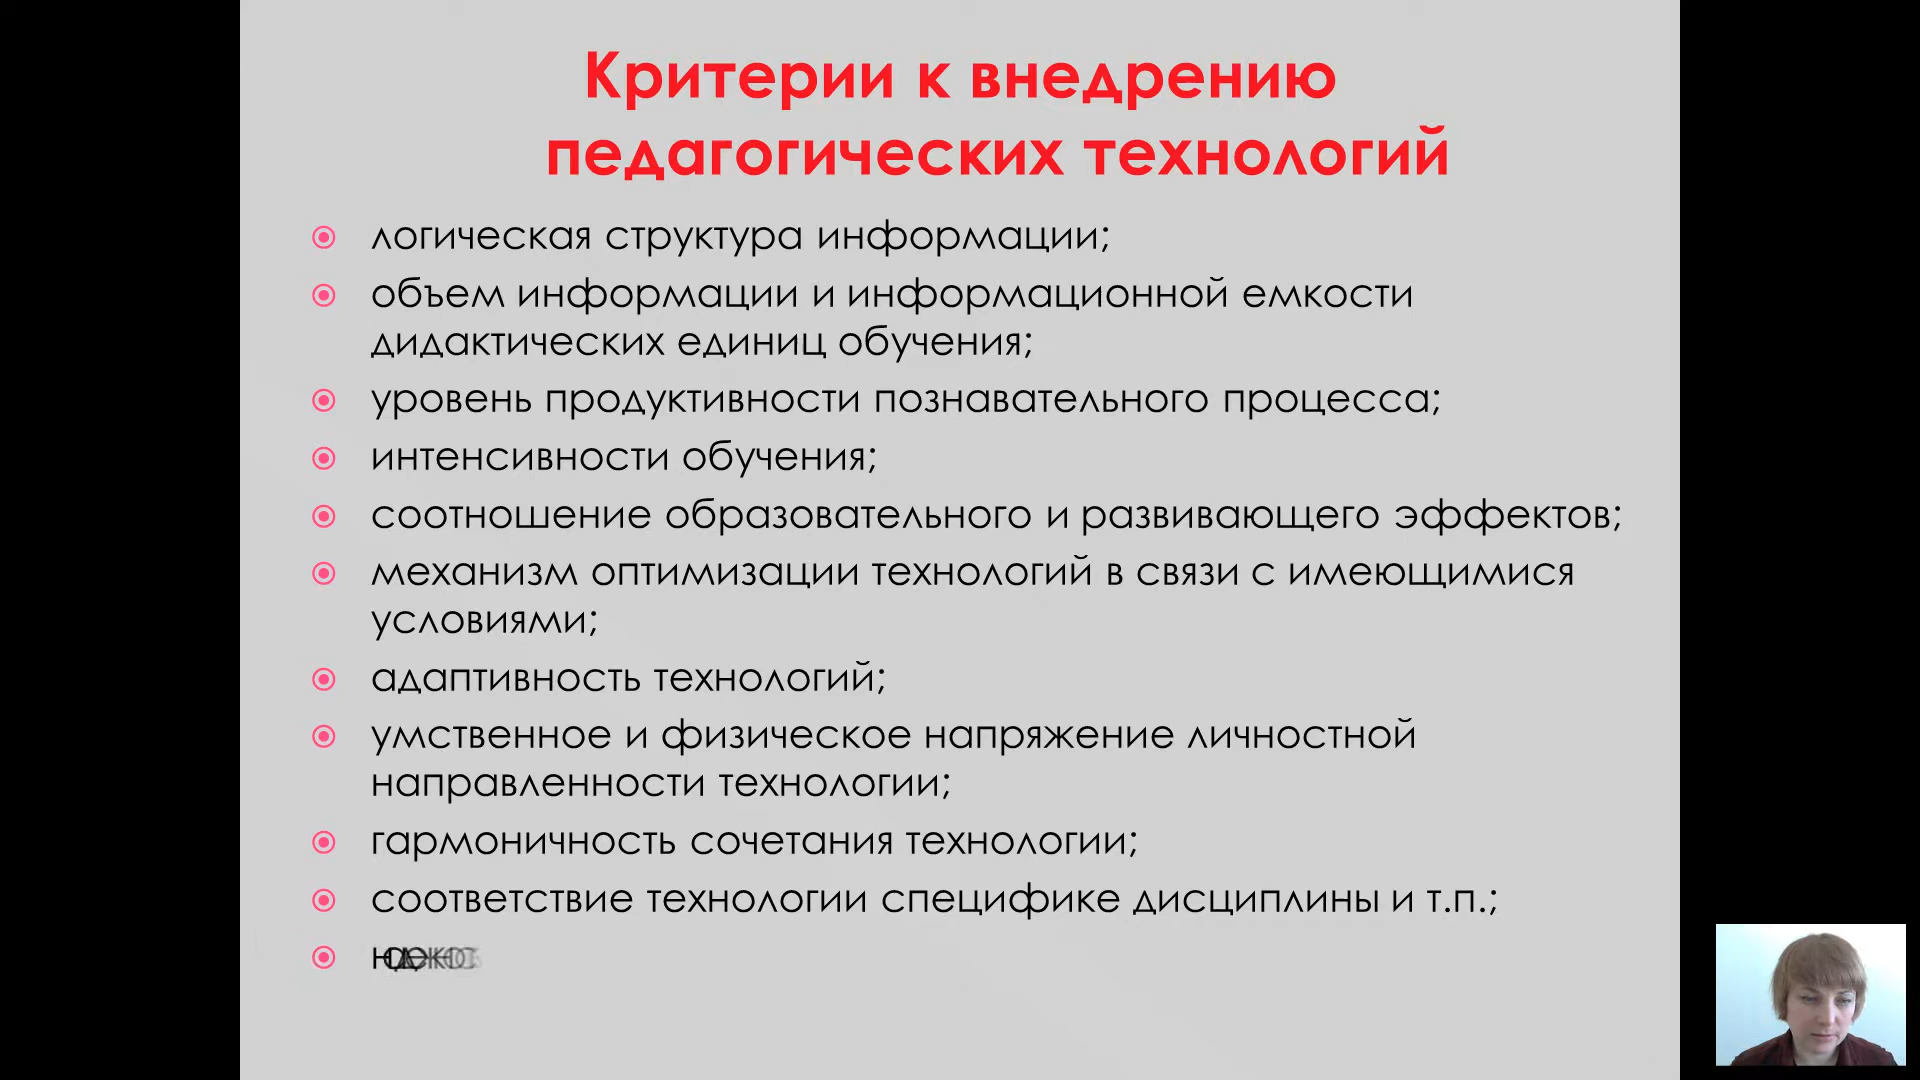 Критерии к внедрению
педагогических технологий
логическая структура информации;
объем информации и информационной емкости
дидактических единиц обучения;
уровень продуктивности познавательного процесса;
интенсивности обучения;
соотношение образовательного и развивающего эффектов;
механизм оптимизации технологий в связи с имеющимися
условиями;
адаптивность технологий;
умственное и физическое напряжение личностной
направленности технологии;
гармоничность сочетания технологии;
соответствие технологии специфике дисциплины и т.п.;